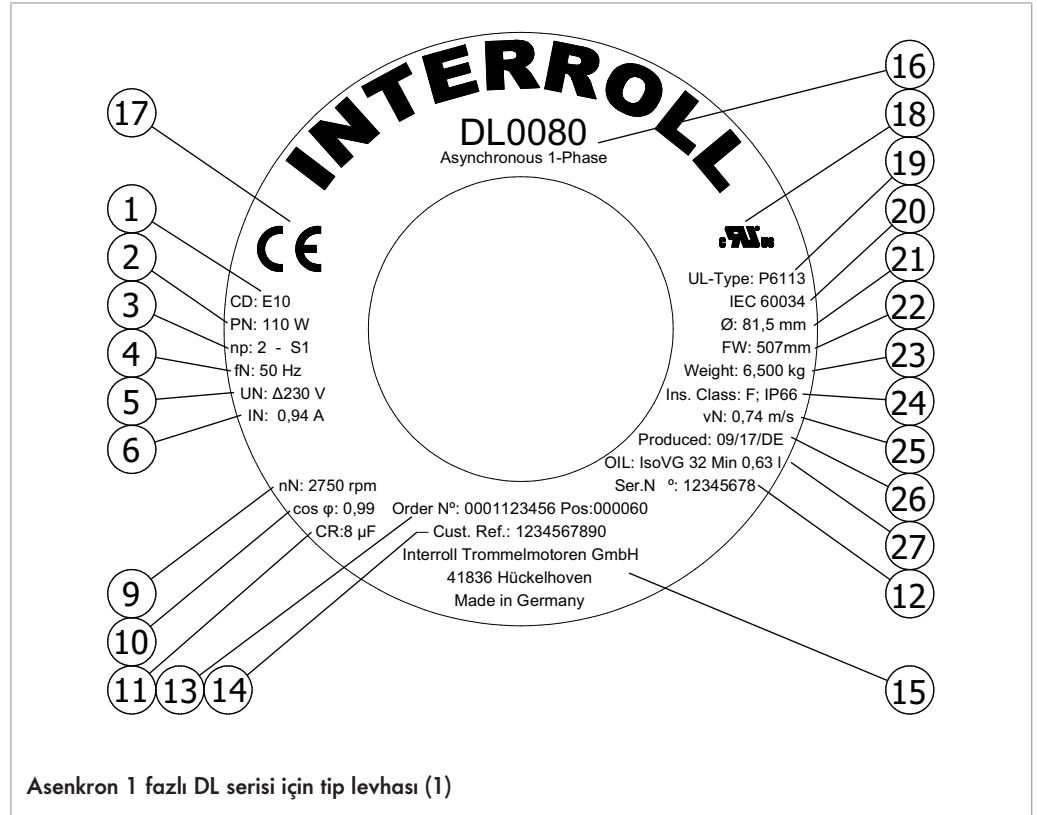 INTERROLL
DL0080
Asynchronous 1-Phase
17
1
2
3
4
5
6
9
10
11
13
14
16
18
19
20
21
22
23
24
25
26
27
12
15
CE
c UR us
CD: E10
PN: 110 W
np: 2 - S1
fN: 50 Hz
UN: Δ230 V
IN: 0,94 A
nN: 2750 rpm
cos φ: 0,99
CR:8 µF
UL-Type: P6113
IEC 60034
Ø: 81,5 mm
FW: 507mm
Weight: 6,500 kg
Ins. Class: F; IP66
vN: 0,74 m/s
Produced: 09/17/DE
OIL: IsoVG 32 Min 0,63 l
Ser.N º: 12345678
Order Nº: 0001123456 Pos:000060
Cust. Ref.: 1234567890
Interroll Trommelmotoren GmbH
41836 Hückelhoven
Made in Germany
Asenkron 1 fazlı DL serisi için tip levhası (1)